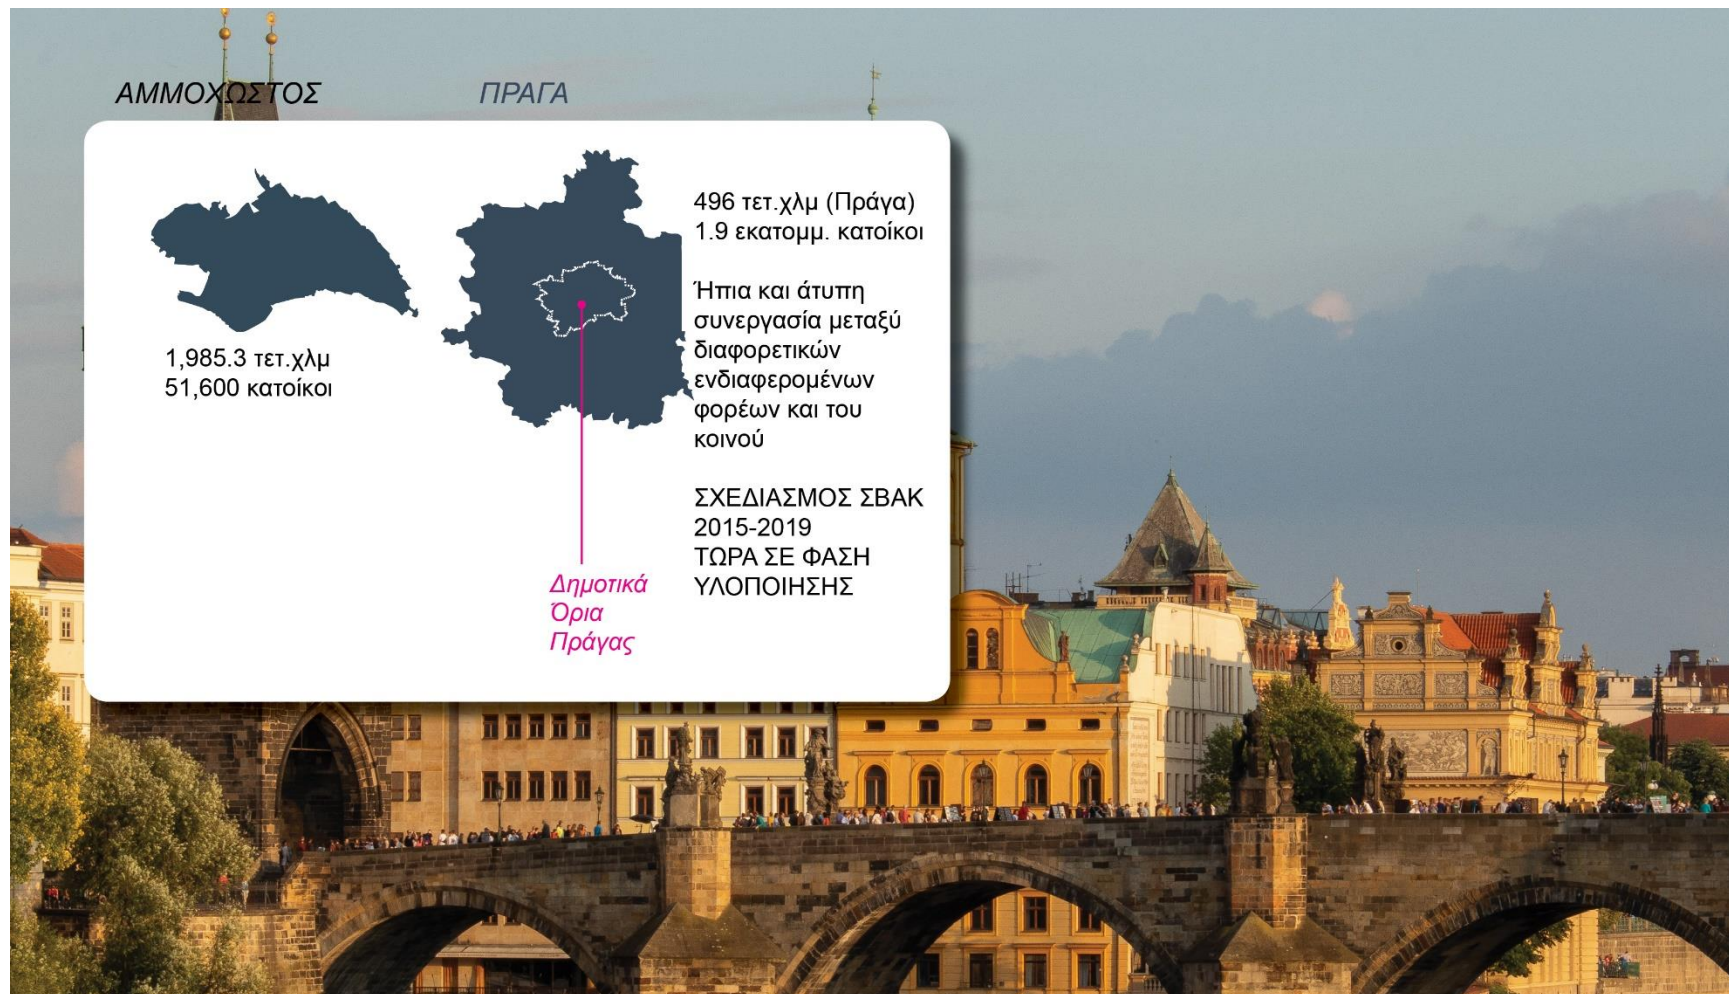 ΑΜΜΟΧΩΣΤΟΣ
ΠΡΑΓΑ
1,985.3 τετ.χλμ
51,600 κατοίκοι
496 τετ.χλμ (Πράγα)
1.9 εκατομμ. κατοίκοι
Ήπια και άτυπη
συνεργασία μεταξύ
διαφορετικών
ενδιαφερομένων
φορέων και του
κοινού
ΣΧΕΔΙΑΣΜΟΣ ΣΒΑΚ
2015-2019
ΤΩΡΑ ΣΕ ΦΑΣΗ
ΥΛΟΠΟΙΗΣΗΣ
Δημοτικά
Όρια
Πράγας